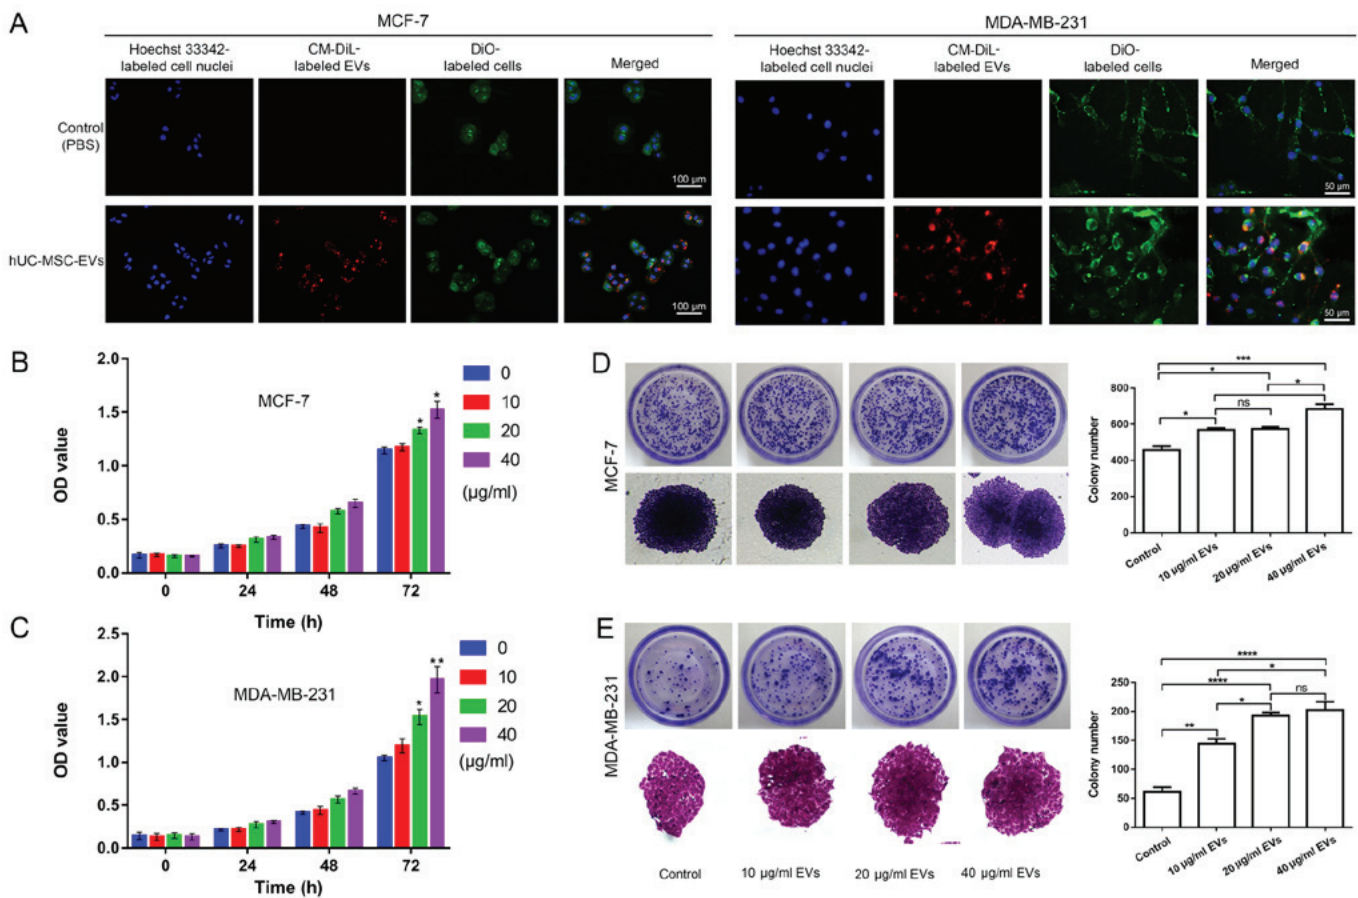 A
MCF-7
MDA-MB-231
Hoechst 33342-
labeled cell nuclei
CM-DiL-
labeled EVs
DiO-
labeled cells
Merged
Hoechst 33342-
labeled cell nuclei
CM-DiL-
labeled EVs
DiO-
labeled cells
Merged
Control
(PBS)
100 µm
50 µm
hUC-MSC-EVs
100 µm
50 µm
B
2.0
1.5
1.0
0.5
0.0
OD value
MCF-7
0
10
20
40
(µg/ml)
*
*
0
24
48
72
Time (h)
C
2.5
2.0
1.5
1.0
0.5
0.0
OD value
MDA-MB-231
0
10
20
40
(µg/ml)
*
**
0
24
48
72
Time (h)
D
MCF-7
800
600
400
200
0
Colony number
***
*
*
*
ns
Control
10 µg/ml EVs
20 µg/ml EVs
40 µg/ml EVs
E
MDA-MB-231
Control
10 µg/ml EVs
20 µg/ml EVs
40 µg/ml EVs
250
200
150
100
50
0
Colony number
****
*
****
ns
*
**
Control
10 µg/ml EVs
20 µg/ml EVs
40 µg/ml EVs